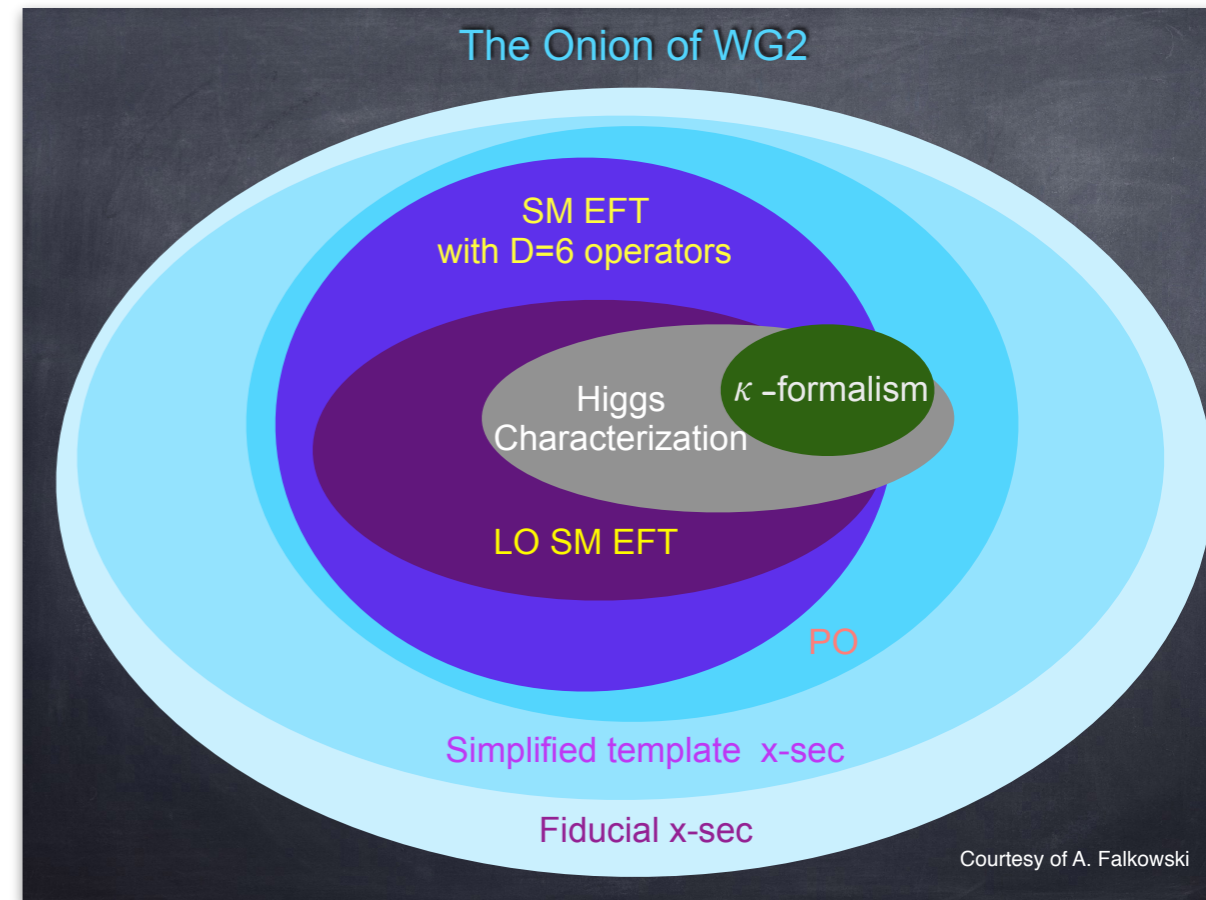 The Onion of WG2
SM EFT
with D=6 operators
κ -formalism
Higgs
Characterization
LO SM EFT
PO
Simplified template x-sec
Fiducial x-sec
Courtesy of A. Falkowski